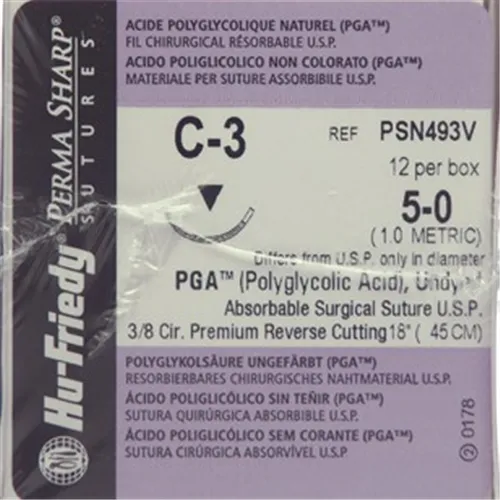 ACIDE POLYGLYCOLIQUE NATUREL (PGA™)
FIL CHIRURGICAL RÉSORBABLE U.S.P.
ACIDO POLIGLICOLICO NON COLORATO (PGA™)
MATERIALE PER SUTURE ASSORBIBILE U.S.P.
C-3
REF PSN493V
12 per box
5-0
(1.0 METRIC)
Differs from U.S.P. only in diameter
PGA™ (Polyglycolic Acid),
Absorbable Surgical Suture U.S.P.
3/8 Cir. Premium Reverse Cutting 18" ( 45CM)
POLYGLYKOLSÄURE UNGEFÄRBT (PGA™)
RESORBIERBARES CHIRURGISCHES NAHTMATERIAL U.S.P.
ÁCIDO POLIGLICÓLICO SIN TEÑIR (PGA™)
SUTURA QUIRÚRGICA ABSORBIBLE U.S.P.
ÁCIDO POLIGLICÓLICO SEM CORANTE (PGA™)
SUTURA CIRÚRGICA ABSORVÍVEL U.S.P.
Hu-Friedy®
PERMA SHARP®
SUTURES
② 0178